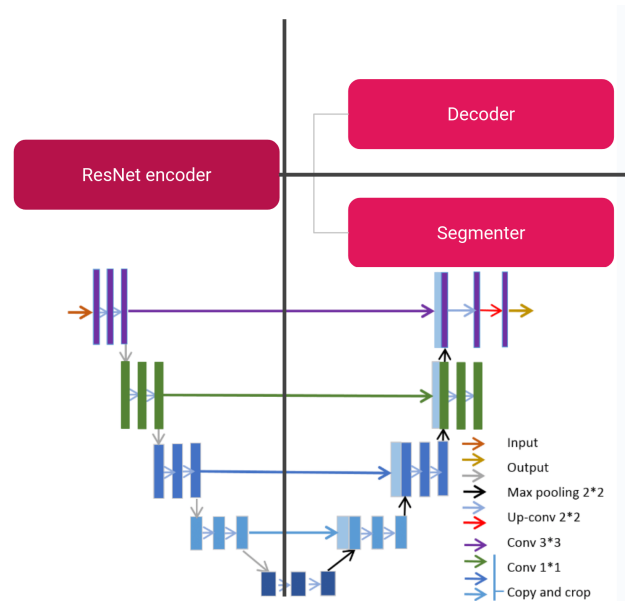 Decoder
ResNet encoder
Segmenter
Input
Output
Max pooling 2*2
Up-conv 2*2
Conv 3*3
Conv 1*1
Copy and crop